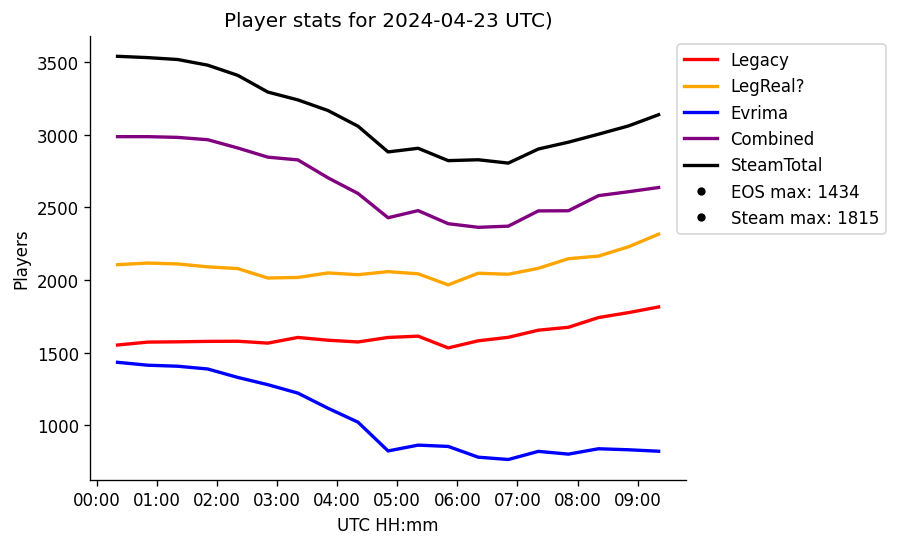 Player stats for 2024-04-23 UTC)
Players
3500
3000
2500
2000
1500
1000
00:00 01:00 02:00 03:00 04:00 05:00 06:00 07:00 08:00 09:00
UTC HH:mm
Legacy
LegReal?
Evrima
Combined
SteamTotal
EOS max: 1434
Steam max: 1815